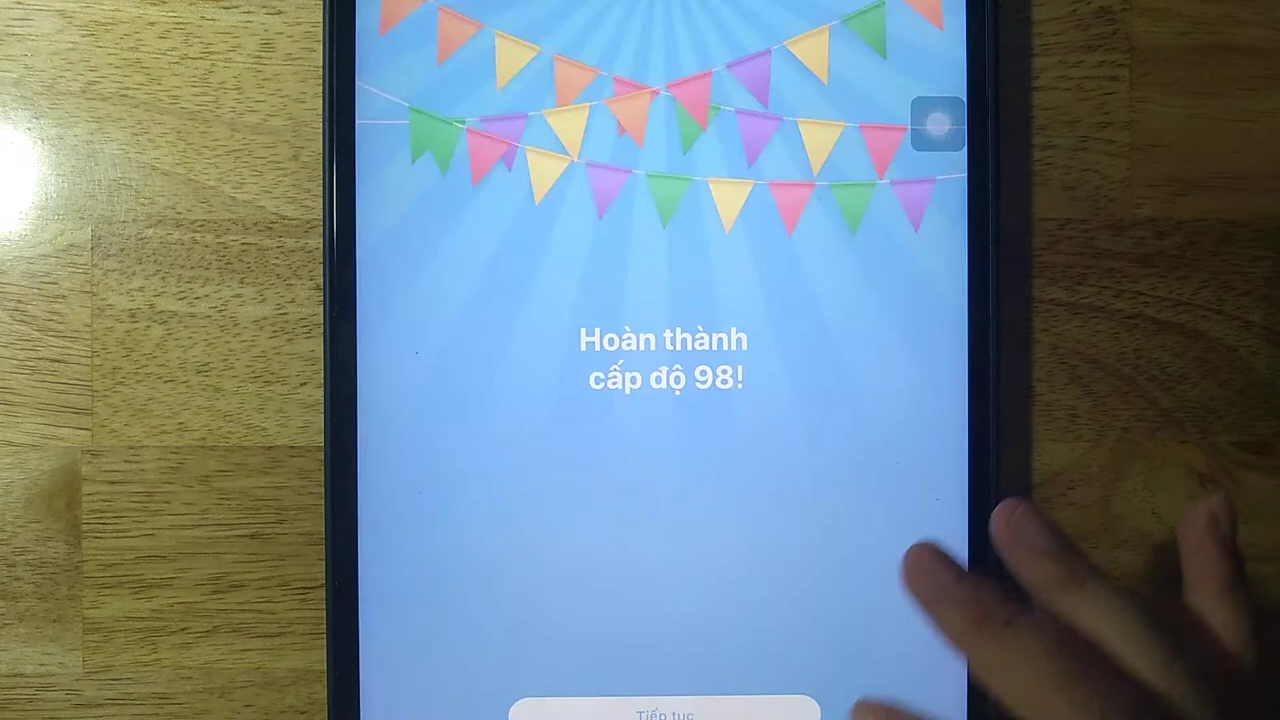 Hoàn thành
cấp độ 98!
Tiếp tục